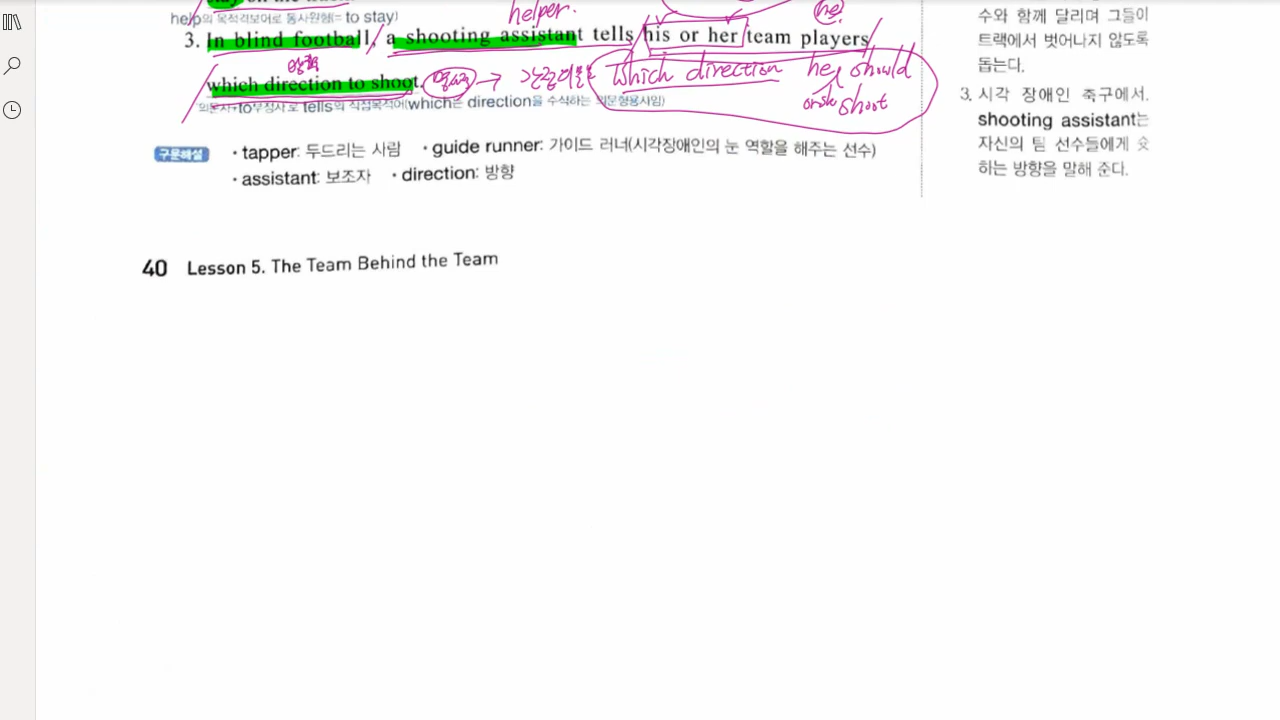 help의 목적격보어로 동사원형(= to stay)
helper.
he
3. In blind football, a shooting assistant tells his or her team players
방향
which direction to shoot.
명사구 → 간접의문문 which direction he should
or she shoot
의문사+to부정사로 tells의 직접목적어(which는 direction을 수식하는 의문형용사임)
구문해설 • tapper: 두드리는 사람 • guide runner: 가이드 러너(시각장애인의 눈 역할을 해주는 선수)
• assistant: 보조자 • direction: 방향
수와 함께 달리며 그들이
트랙에서 벗어나지 않도록
돕는다.
3. 시각 장애인 축구에서,
shooting assistant는
자신의 팀 선수들에게 슛
하는 방향을 말해 준다.
40 Lesson 5. The Team Behind the Team